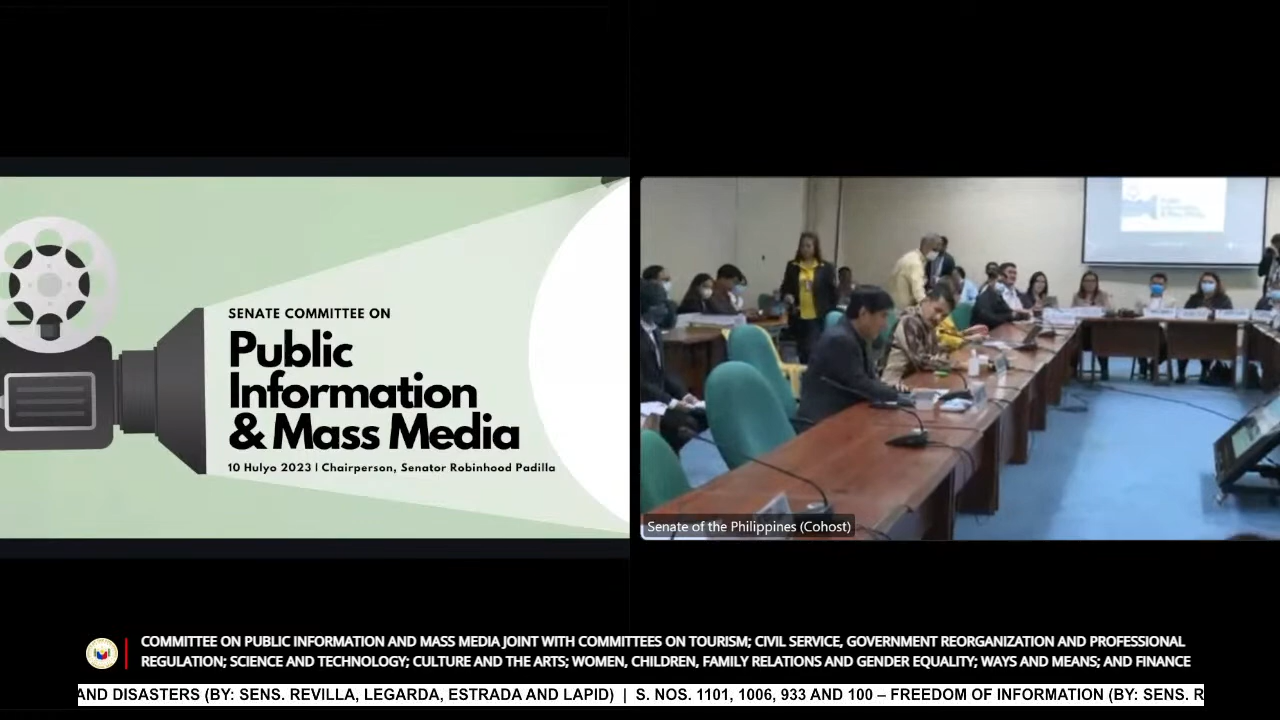 SENATE COMMITTEE ON
Public
Information
& Mass Media
10 Hulyo 2023 | Chairperson, Senator Robinhood Padilla
Senate of the Philippines (Cohost)
COMMITTEE ON PUBLIC INFORMATION AND MASS MEDIA JOINT WITH COMMITTEES ON TOURISM; CIVIL SERVICE, GOVERNMENT REORGANIZATION AND PROFESSIONAL
REGULATION; SCIENCE AND TECHNOLOGY; CULTURE AND THE ARTS; WOMEN, CHILDREN, FAMILY RELATIONS AND GENDER EQUALITY; WAYS AND MEANS; AND FINANCE
AND DISASTERS (BY: SENS. REVILLA, LEGARDA, ESTRADA AND LAPID) | S. NOS. 1101, 1006, 933 AND 100 – FREEDOM OF INFORMATION (BY: SENS. R